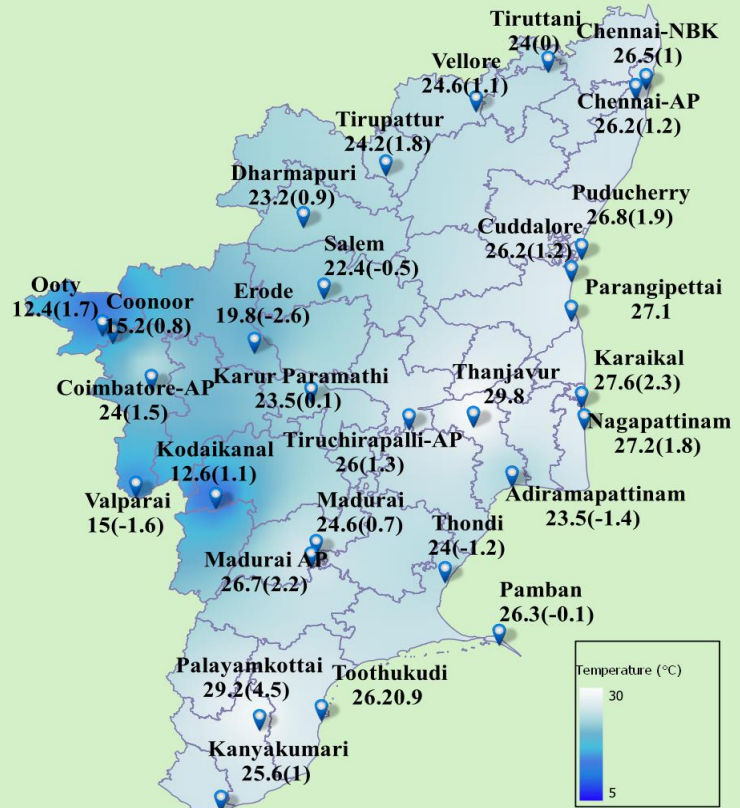 Tiruttani
24(0)
Chennai-NBK
26.5(1)
Vellore
24.6(1.1)
Chennai-AP
26.2(1.2)
Tirupattur
24.2(1.8)
Dharmapuri
23.2(0.9)
Puducherry
26.8(1.9)
Cuddalore
26.2(1.2)
Salem
22.4(-0.5)
Ooty
12.4(1.7)
Coonoor
15.2(0.8)
Erode
19.8(-2.6)
Parangipettai
27.1
Karaikal
27.6(2.3)
Thanjavur
29.8
Karur Paramathi
23.5(0.1)
Coimbatore-AP
24(1.5)
Nagapattinam
27.2(1.8)
Tiruchirapalli-AP
26(1.3)
Kodaikanal
12.6(1.1)
Valparai
15(-1.6)
Adiramapattinam
23.5(-1.4)
Madurai
24.6(0.7)
Thondi
24(-1.2)
Madurai AP
26.7(2.2)
Pamban
26.3(-0.1)
Palayamkottai
29.2(4.5)
Toothukudi
26.20.9
Kanyakumari
25.6(1)
Temperature (°C)
30
5